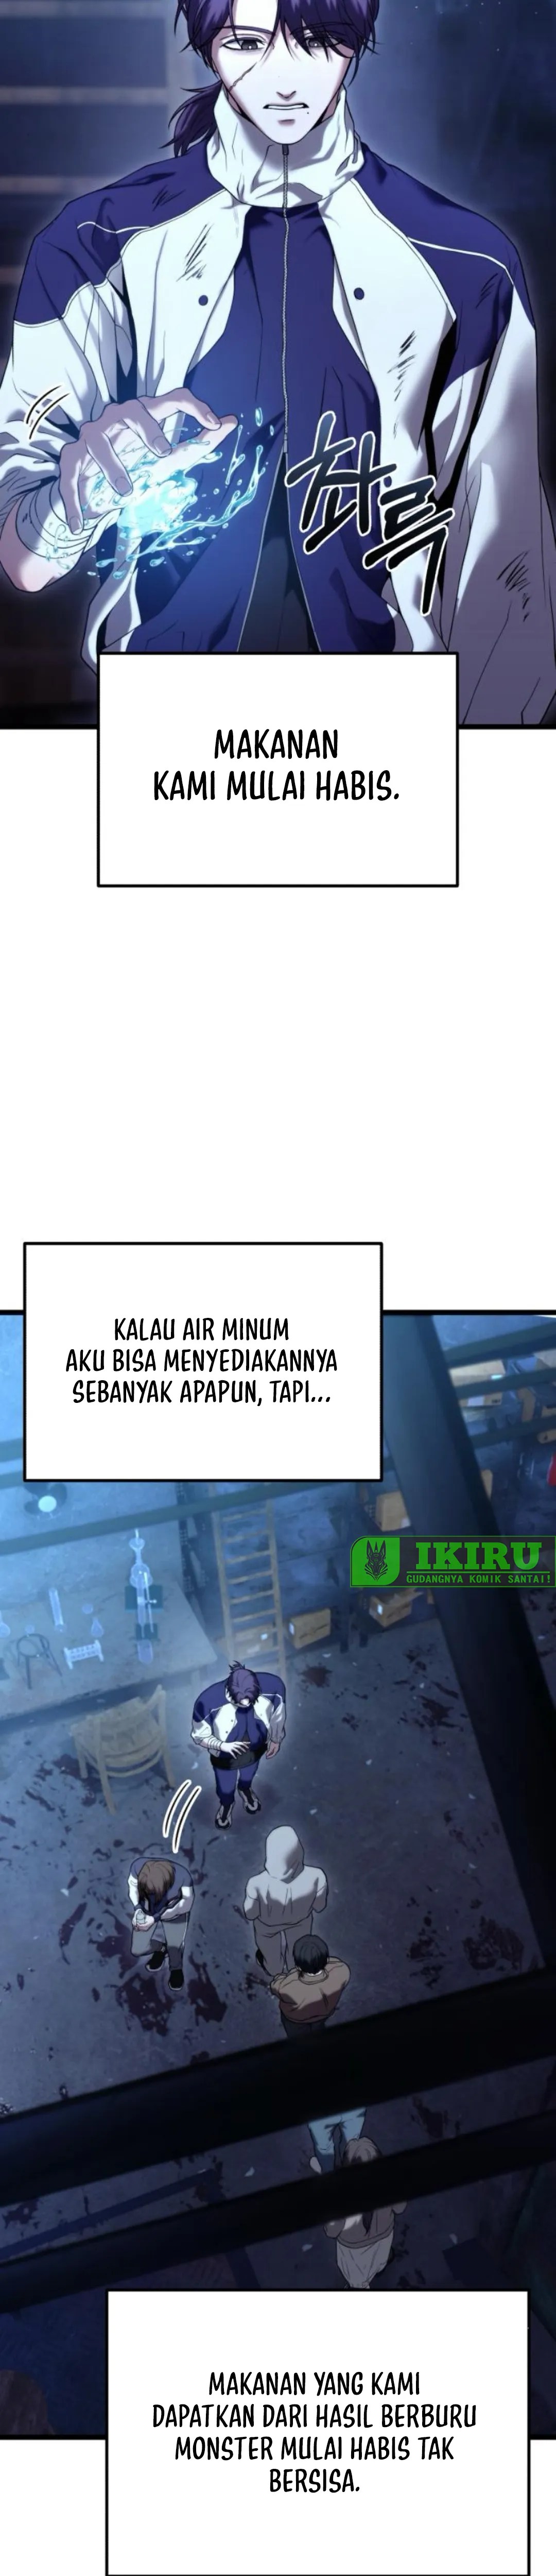 촤륵
MAKANAN
KAMI MULAI HABIS.
KALAU AIR MINUM
AKU BISA MENYEDIAKANNYA
SEBANYAK APAPUN, TAPI...
IKIRU
GUDANGNYA KOMIK SANTAI!
MAKANAN YANG KAMI
DAPATKAN DARI HASIL BERBURU
MONSTER MULAI HABIS TAK
BERSISA.